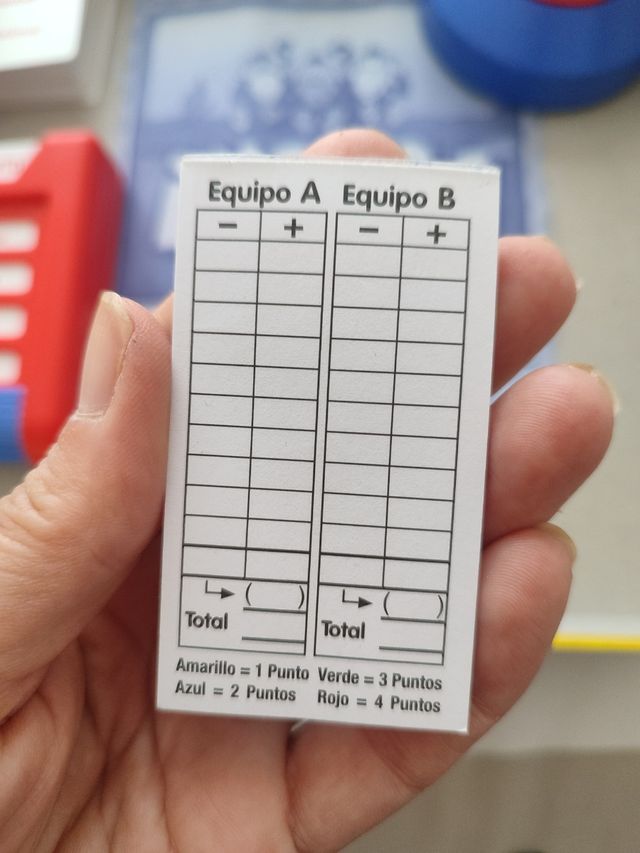 Equipo A Equipo B
− + − +
( ) ( )
Total Total
Amarillo = 1 Punto Verde = 3 Puntos
Azul = 2 Puntos Rojo = 4 Puntos